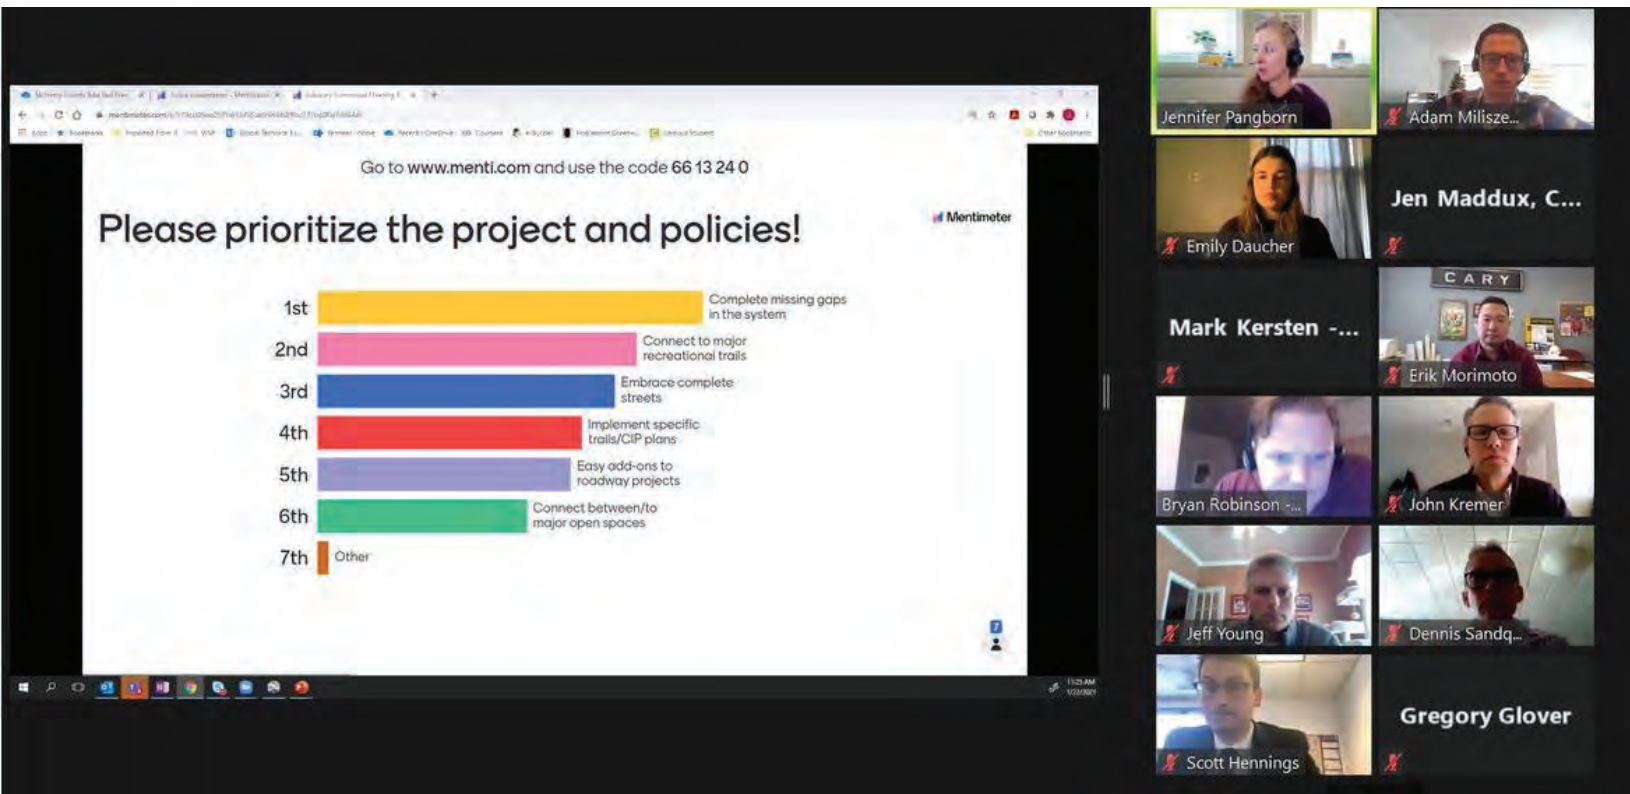 Go to www.menti.com and use the code 66 13 24 0
Please prioritize the project and policies!
Mentimeter
1st
Complete missing gaps
in the system
2nd
Connect to major
recreational trails
3rd
Embrace complete
streets
4th
Implement specific
trails/CIP plans
5th
Easy add-ons to
roadway projects
6th
Connect between/to
major open spaces
7th
Other
7
11:25 AM
Jennifer Pangborn
Adam Milisze...
Emily Daucher
Jen Maddux, C...
Mark Kersten -...
CARY
Erik Morimoto
Bryan Robinson -...
John Kremer
Jeff Young
Dennis Sandq...
Scott Hennings
Gregory Glover